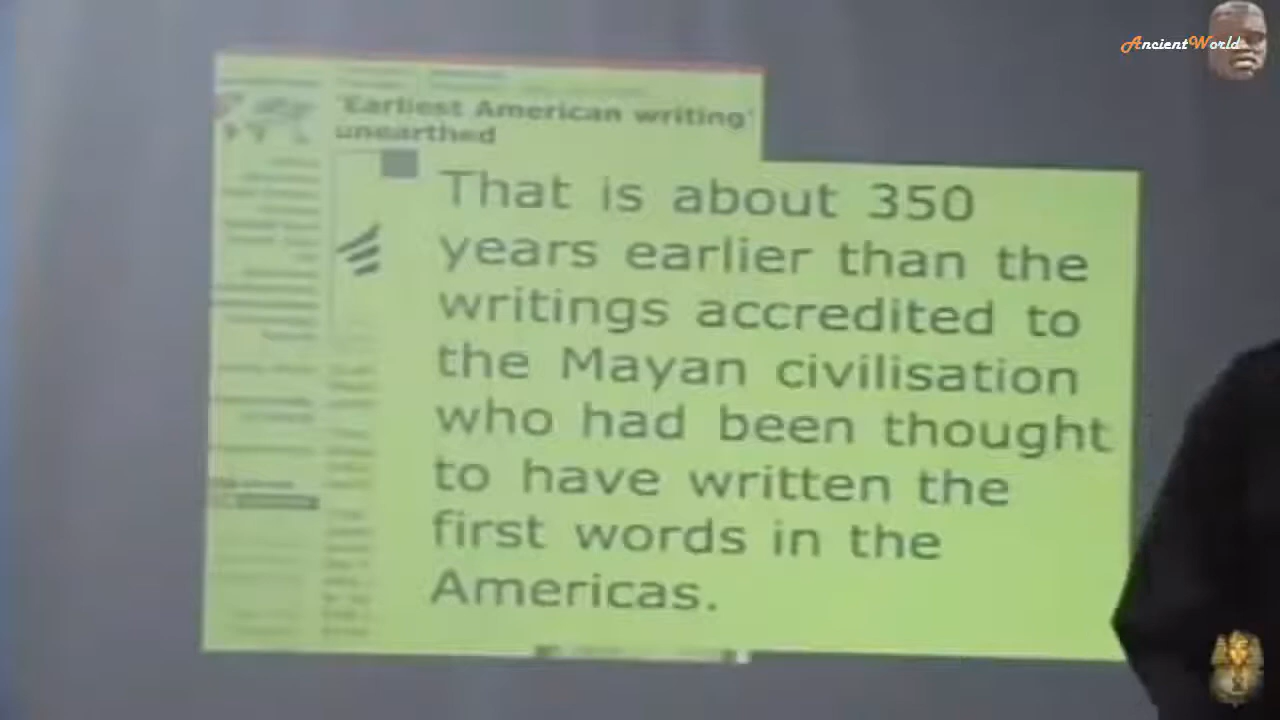 AncientWorld
'Earliest American writing'
unearthed
That is about 350
years earlier than the
writings accredited to
the Mayan civilisation
who had been thought
to have written the
first words in the
Americas.